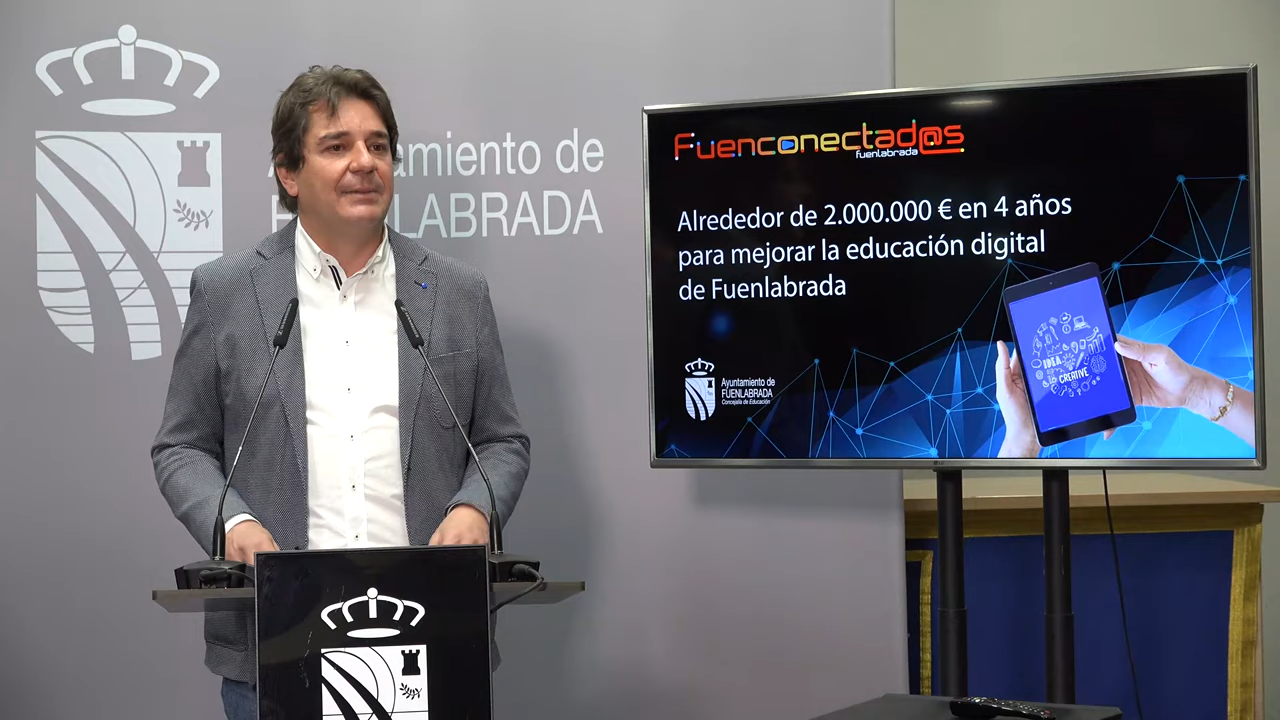 Ayuntamiento de
FUENLABRADA
Fuenconectad@s
fuenlabrada
Alrededor de 2.000.000 € en 4 años
para mejorar la educación digital
de Fuenlabrada
Ayuntamiento de
FUENLABRADA
Concejalía de Educación
IDEA
CREATIVE
LG